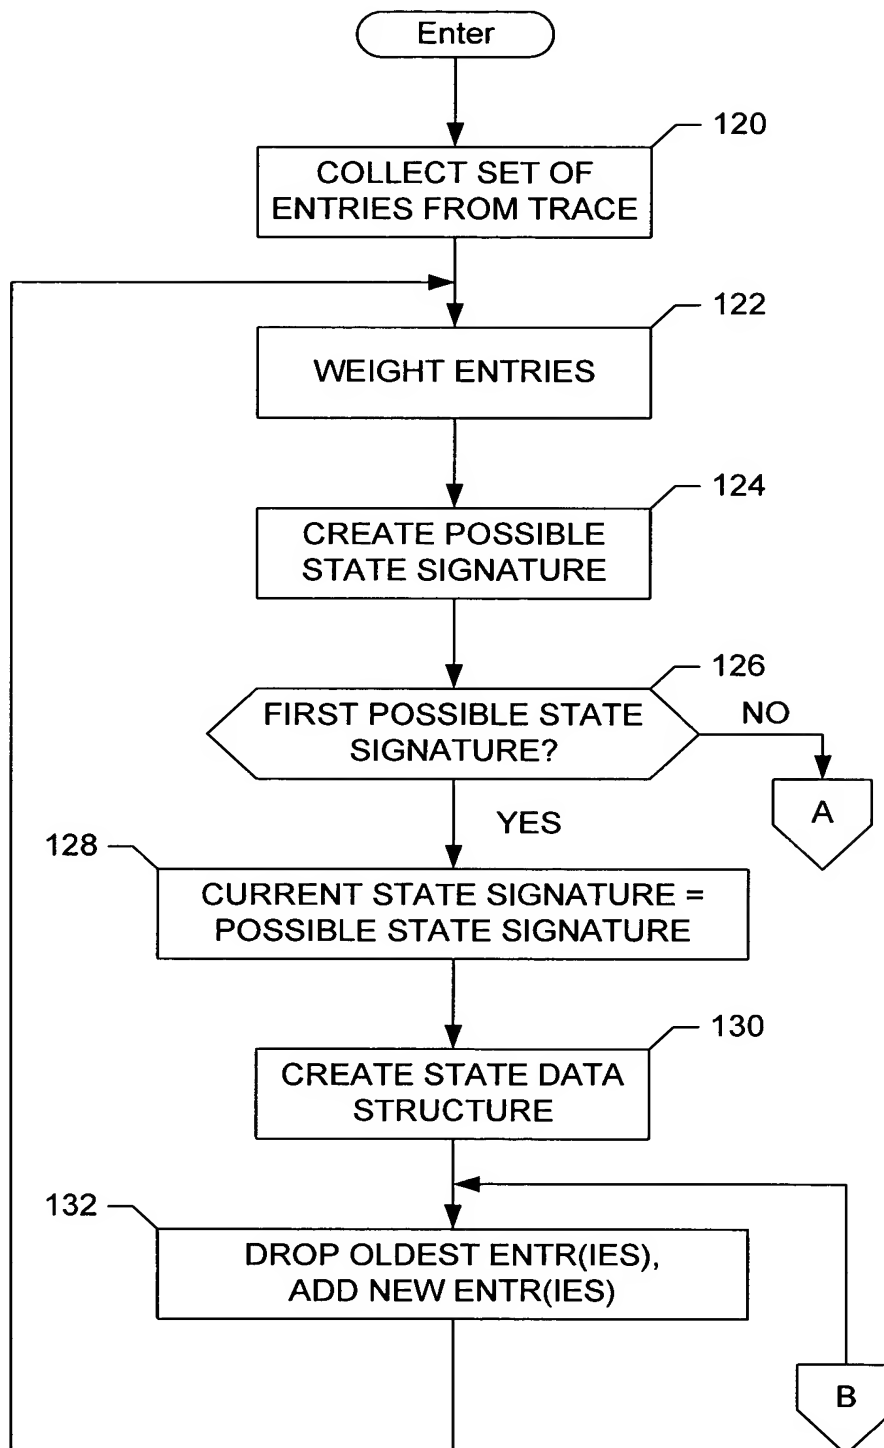 Enter
120
COLLECT SET OF
ENTRIES FROM TRACE
122
WEIGHT ENTRIES
124
CREATE POSSIBLE
STATE SIGNATURE
126
FIRST POSSIBLE STATE
SIGNATURE?
NO
A
YES
128
CURRENT STATE SIGNATURE =
POSSIBLE STATE SIGNATURE
130
CREATE STATE DATA
STRUCTURE
132
DROP OLDEST ENTR(IES),
ADD NEW ENTR(IES)
B